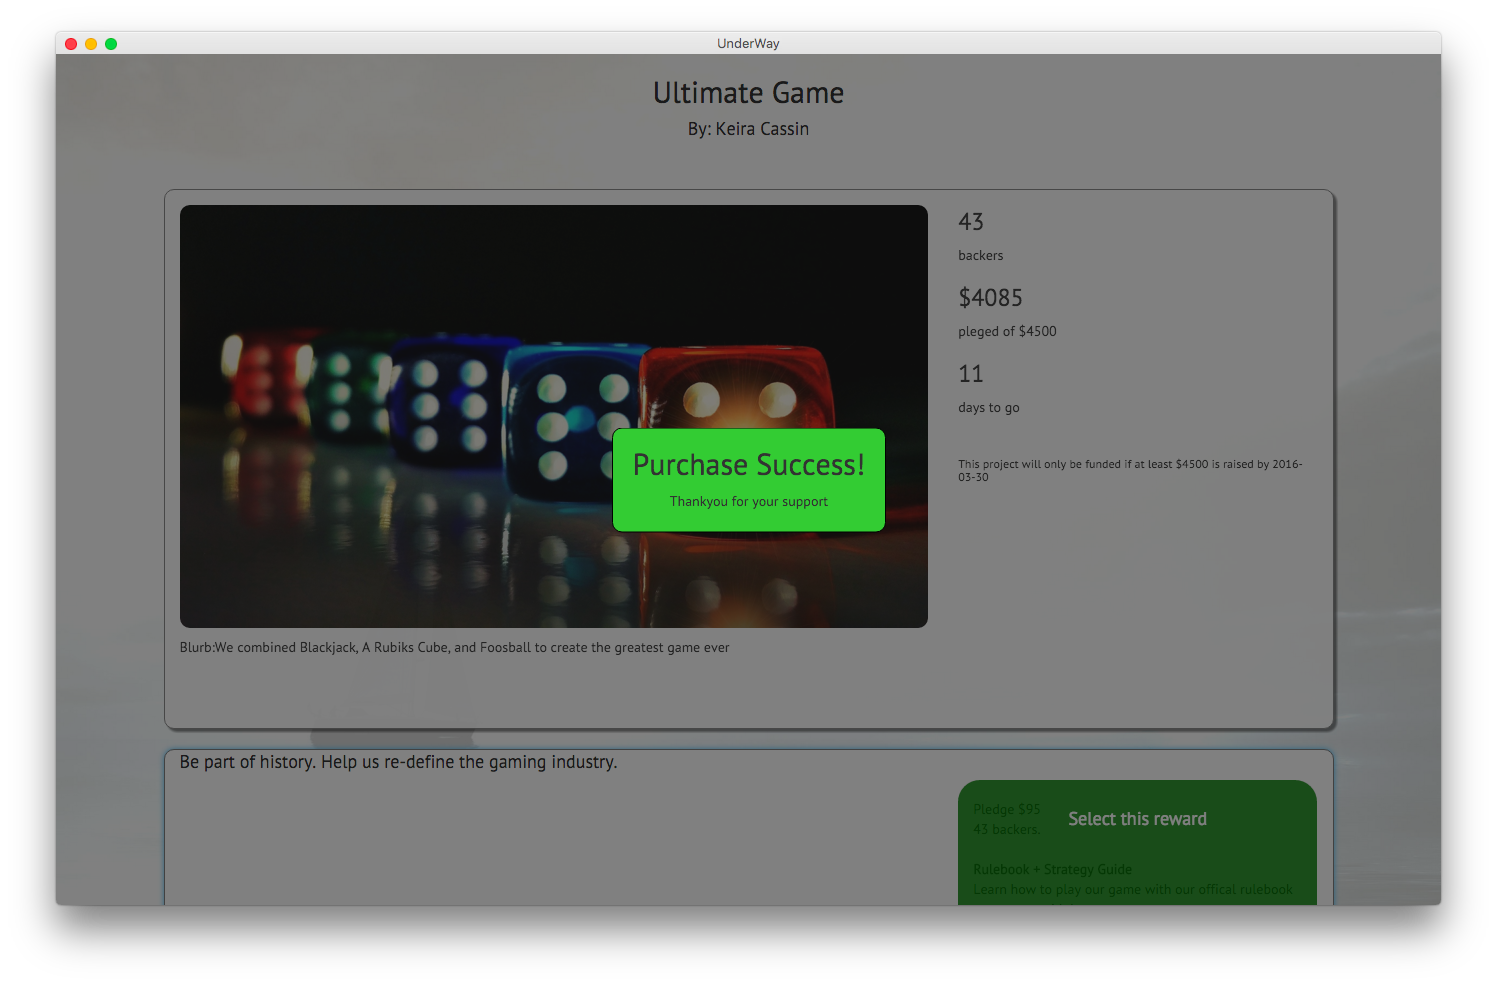 UnderWay
Ultimate Game
By: Keira Cassin
43
backers
$4085
pleged of $4500
11
days to go
This project will only be funded if at least $4500 is raised by 2016-
03-30
Purchase Success!
Thankyou for your support
Blurb:We combined Blackjack, A Rubiks Cube, and Foosball to create the greatest game ever
Be part of history. Help us re-define the gaming industry.
Pledge $95
43 backers.
Select this reward
Rulebook + Strategy Guide
Learn how to play our game with our offical rulebook